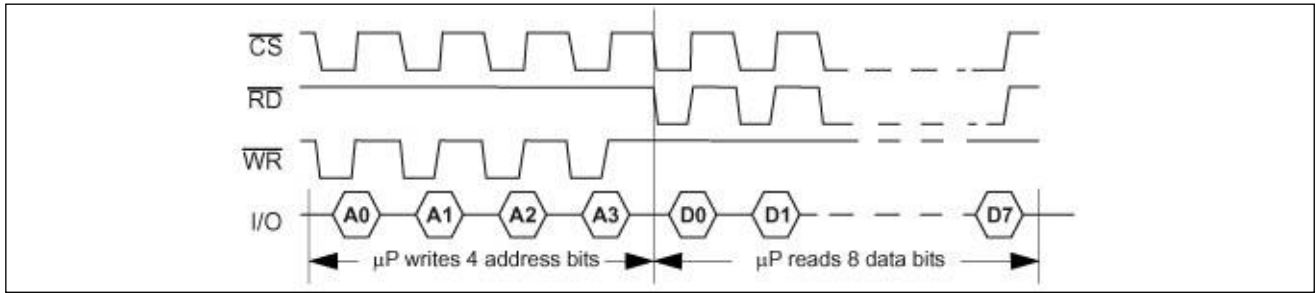 CS
RD
WR
I/O A0 A1 A2 A3 D0 D1 D7
μP writes 4 address bits μP reads 8 data bits